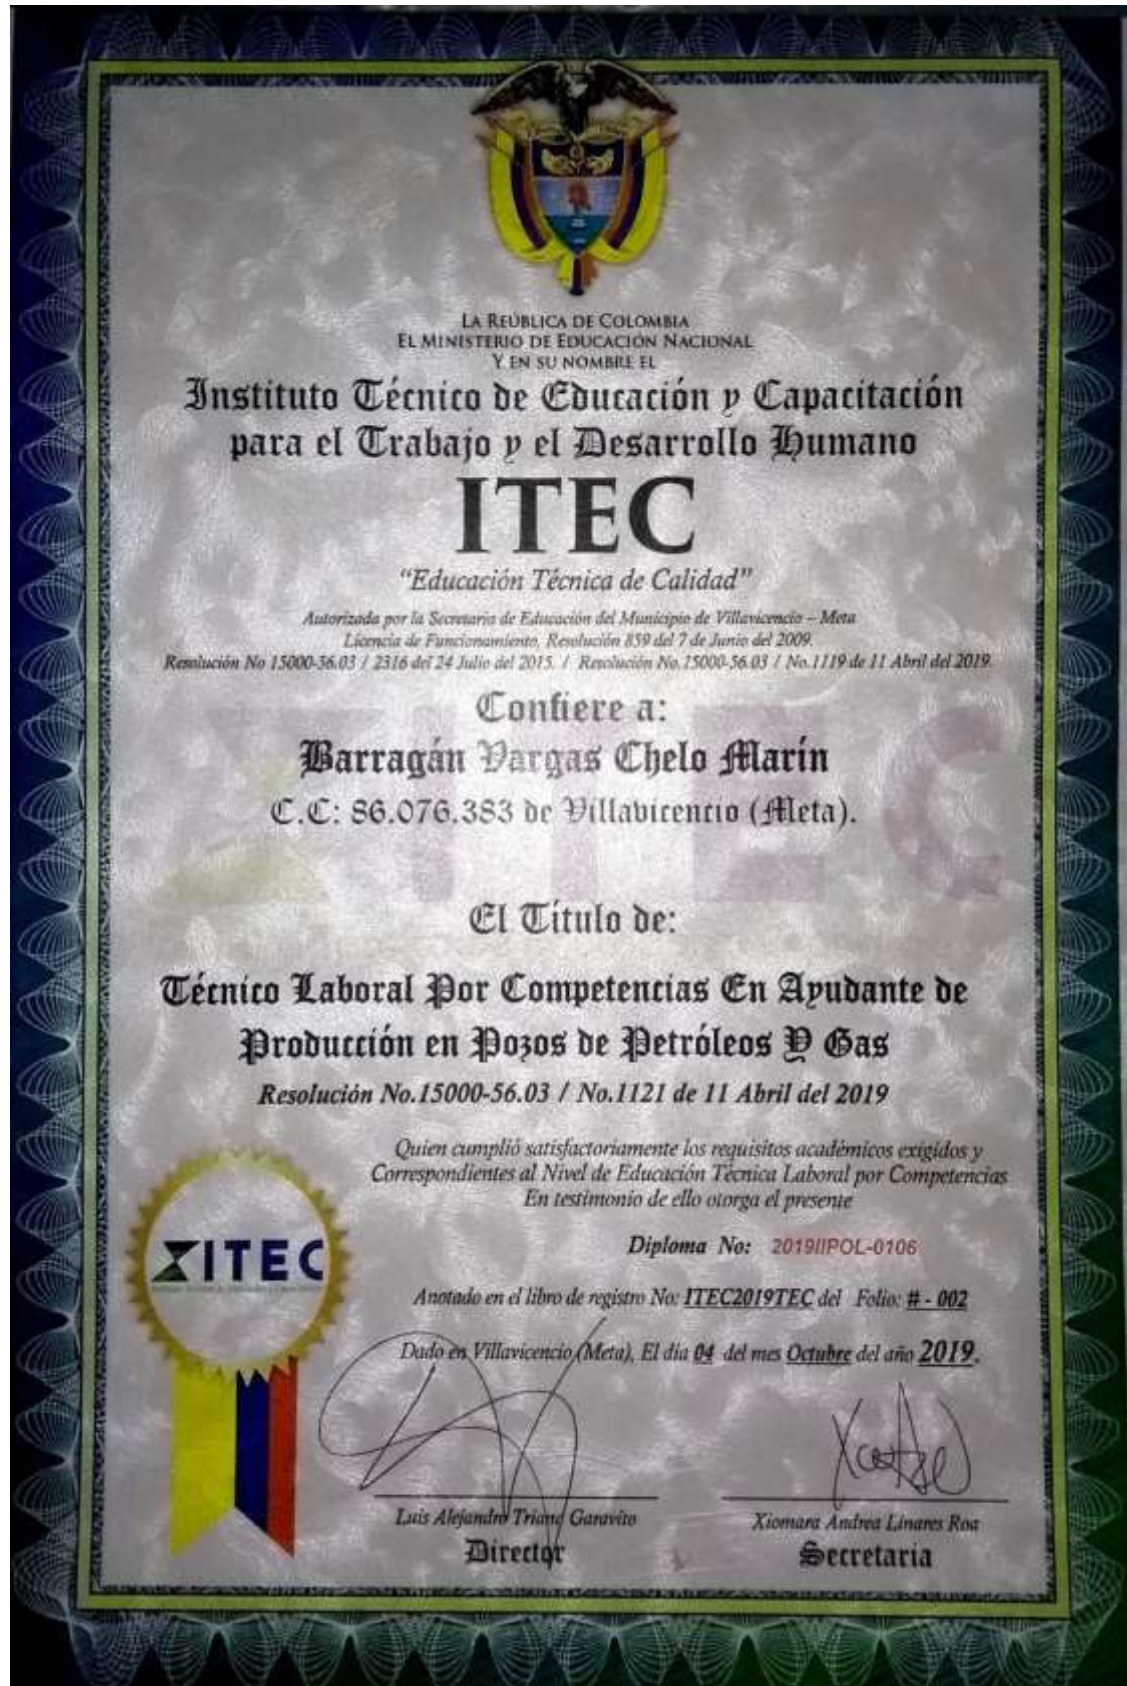 LA REÚBLICA DE COLOMBIA
EL MINISTERIO DE EDUCACIÓN NACIONAL
Y EN SU NOMBRE EL
Instituto Técnico de Educación y Capacitación
para el Trabajo y el Desarrollo Humano
ITEC
“Educación Técnica de Calidad”
Autorizada por la Secretaria de Educación del Municipio de Villavicencio – Meta
Licencia de Funcionamiento, Resolución 859 del 7 de Junio del 2009.
Resolución No 15000-56.03 / 2316 del 24 Julio del 2015. / Resolución No.15000-56.03 / No.1119 de 11 Abril del 2019.
Confiere a:
Barragán Vargas Chelo Marín
C.C: 86.076.383 de Villavicencio (Meta).
El Título de:
Técnico Laboral Por Competencias En Ayudante de
Producción en Pozos de Petróleos Y Gas
Resolución No.15000-56.03 / No.1121 de 11 Abril del 2019
Quien cumplió satisfactoriamente los requisitos académicos exigidos y
Correspondientes al Nivel de Educación Técnica Laboral por Competencias
En testimonio de ello otorga el presente
Diploma No: 2019IIPOL-0106
ITEC
Anotado en el libro de registro No: ITEC2019TEC del Folio: # - 002
Dado en Villavicencio (Meta), El día 04 del mes Octubre del año 2019.
Luis Alejandro Triana Garavito
Director
Xiomara Andrea Linares Roa
Secretaria